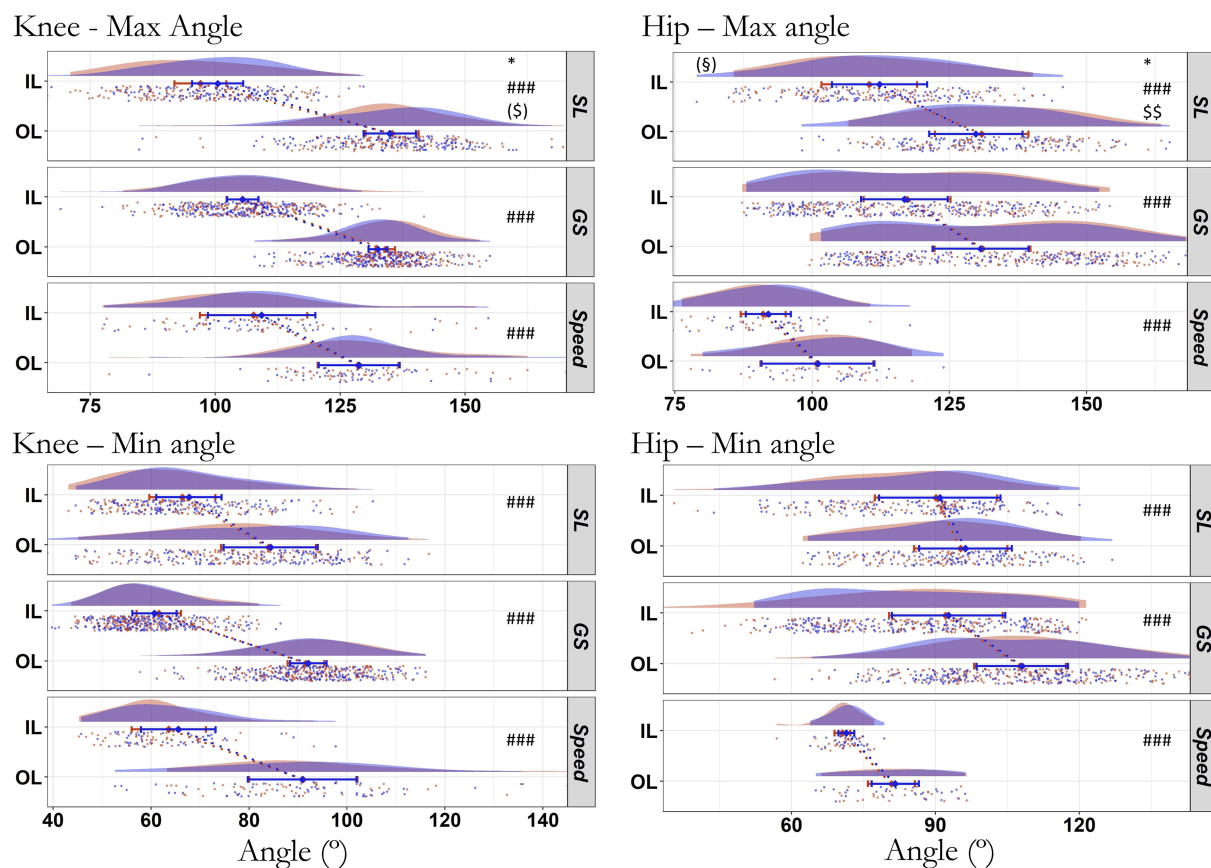 Knee - Max Angle
IL
OL
*
###
($)
SL
IL
OL
###
GS
IL
OL
###
Speed
75 100 125 150
Hip – Max angle
(§)
IL
OL
*
###
$$
SL
IL
OL
###
GS
IL
OL
###
Speed
75 100 125 150
Knee – Min angle
IL
OL
###
SL
IL
OL
###
GS
IL
OL
###
Speed
40 60 80 100 120 140
Angle (º)
Hip – Min angle
IL
OL
###
SL
IL
OL
###
GS
IL
OL
###
Speed
60 90 120
Angle (º)